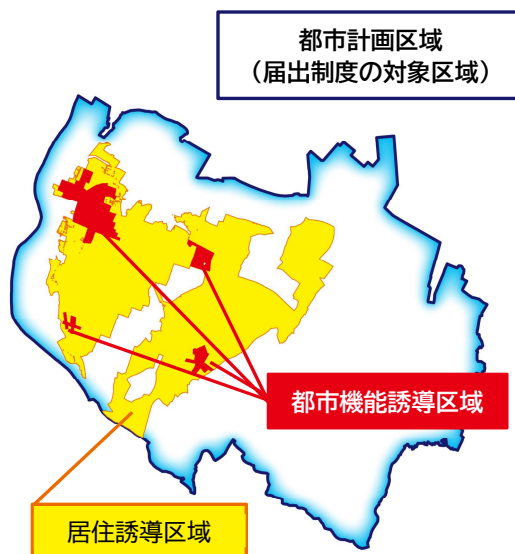 都市計画区域
（届出制度の対象区域）
都市機能誘導区域
居住誘導区域